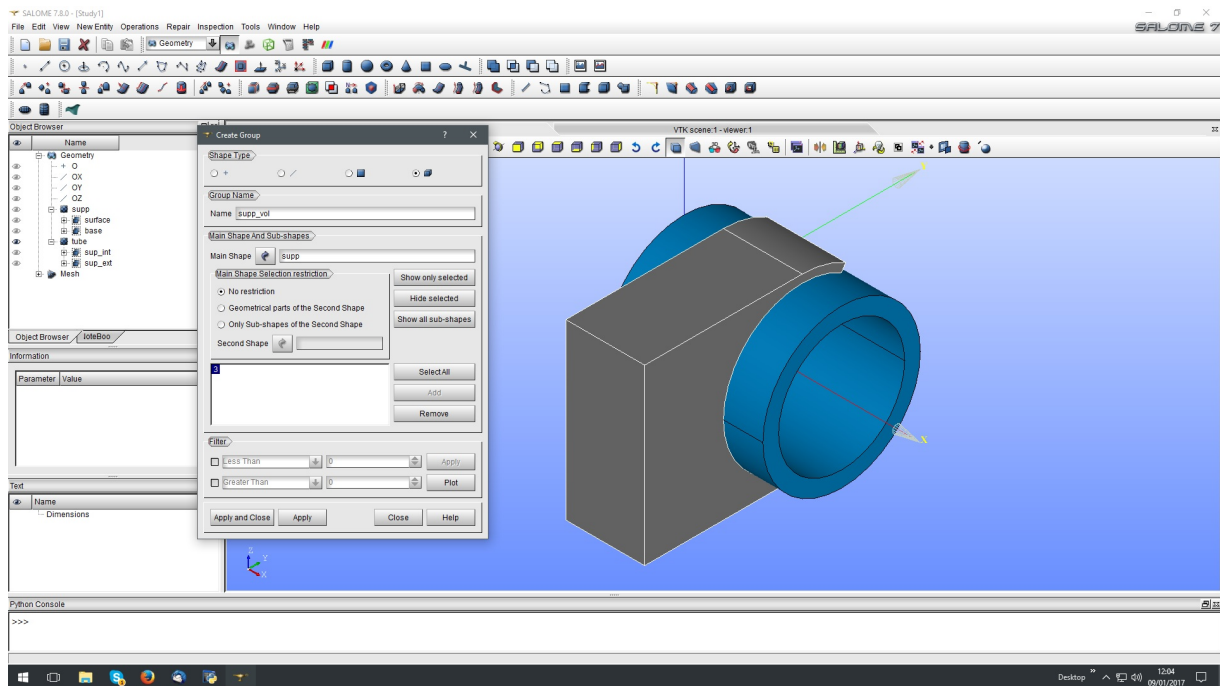 SALOME 7.8.0 - [Study1]
File Edit View New Entity Operations Repair Inspection Tools Window Help
SALOME 7
Geometry
Object Browser
Name
Geometry
O
OX
OY
OZ
supp
surface
base
tube
sup_int
sup_ext
Mesh
Object Browser
Information
Parameter Value
Text
Name
Dimensions
Create Group ? X
Shape Type
Group Name
Name supp_vol
Main Shape And Sub-shapes
Main Shape supp
Main Shape Selection restriction
No restriction
Geometrical parts of the Second Shape
Only Sub-shapes of the Second Shape
Second Shape
Show only selected
Hide selected
Show all sub-shapes
3
Select All
Add
Remove
Filter
Less Than 0 Apply
Greater Than 0 Plot
Apply and Close Apply Close Help
VTK scene:1 - viewer:1
X
Z
Y
X
Python Console
>>>
Desktop
12:04
09/01/2017